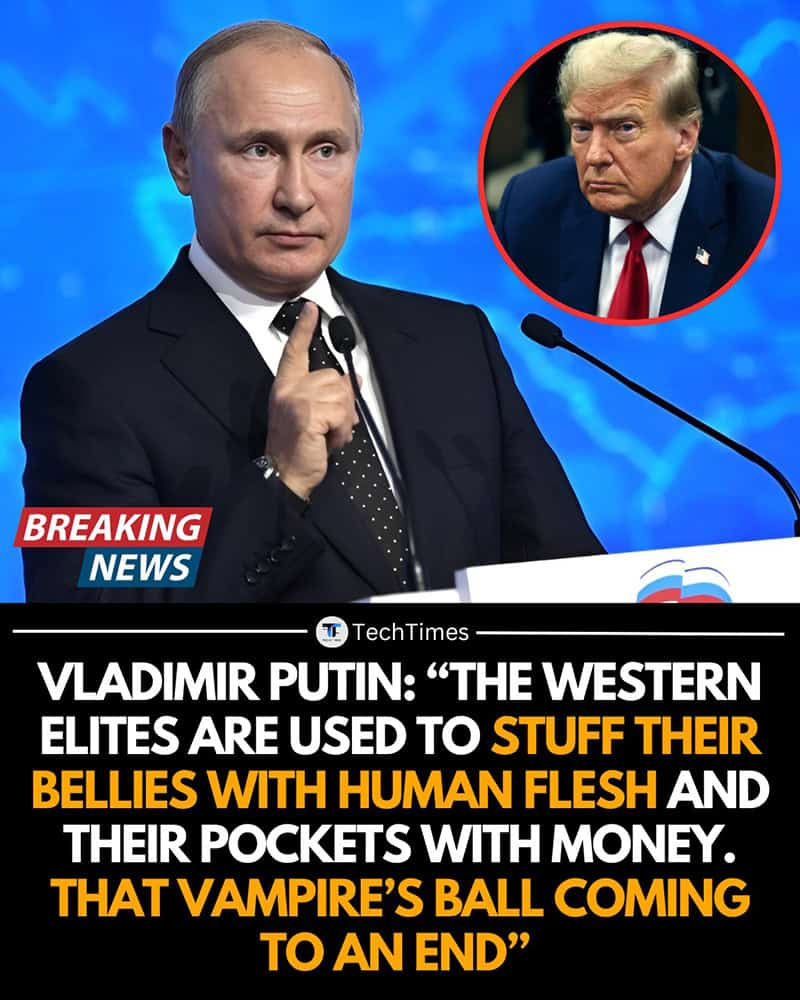 BREAKING
NEWS
TechTimes
VLADIMIR PUTIN: “THE WESTERN
ELITES ARE USED TO STUFF THEIR
BELLIES WITH HUMAN FLESH AND
THEIR POCKETS WITH MONEY.
THAT VAMPIRE’S BALL COMING
TO AN END”